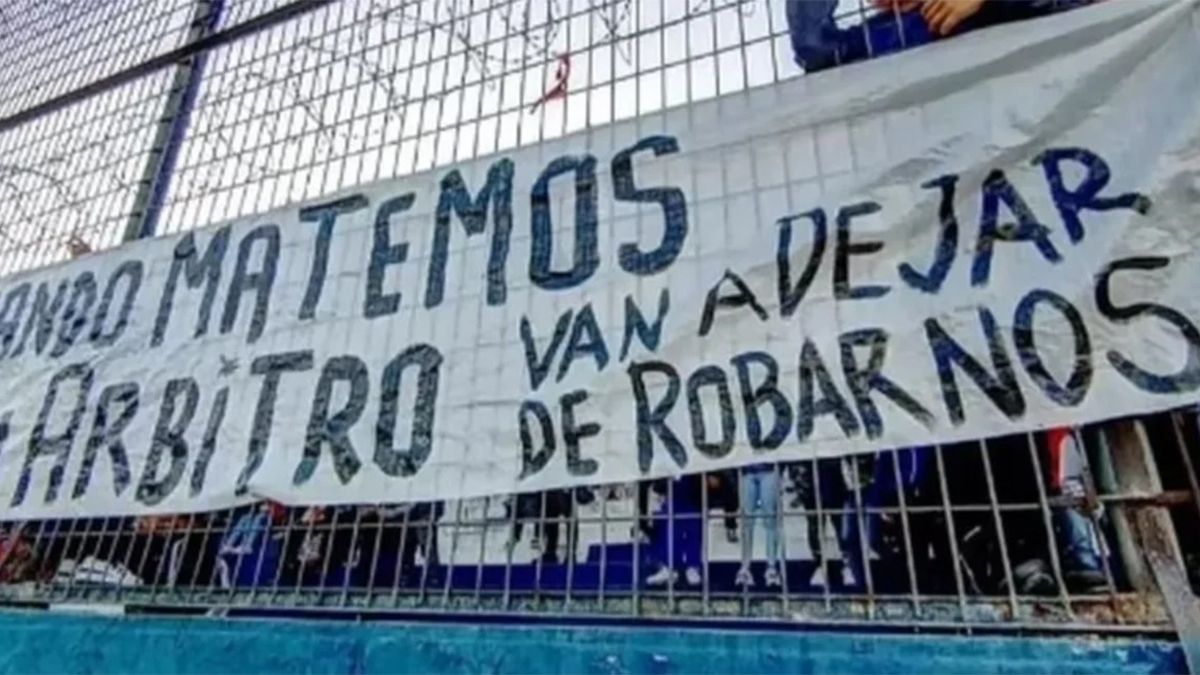 ANDO MATEMOS
ARBiTRO
VAN A DEJAR
DE ROBARNOS